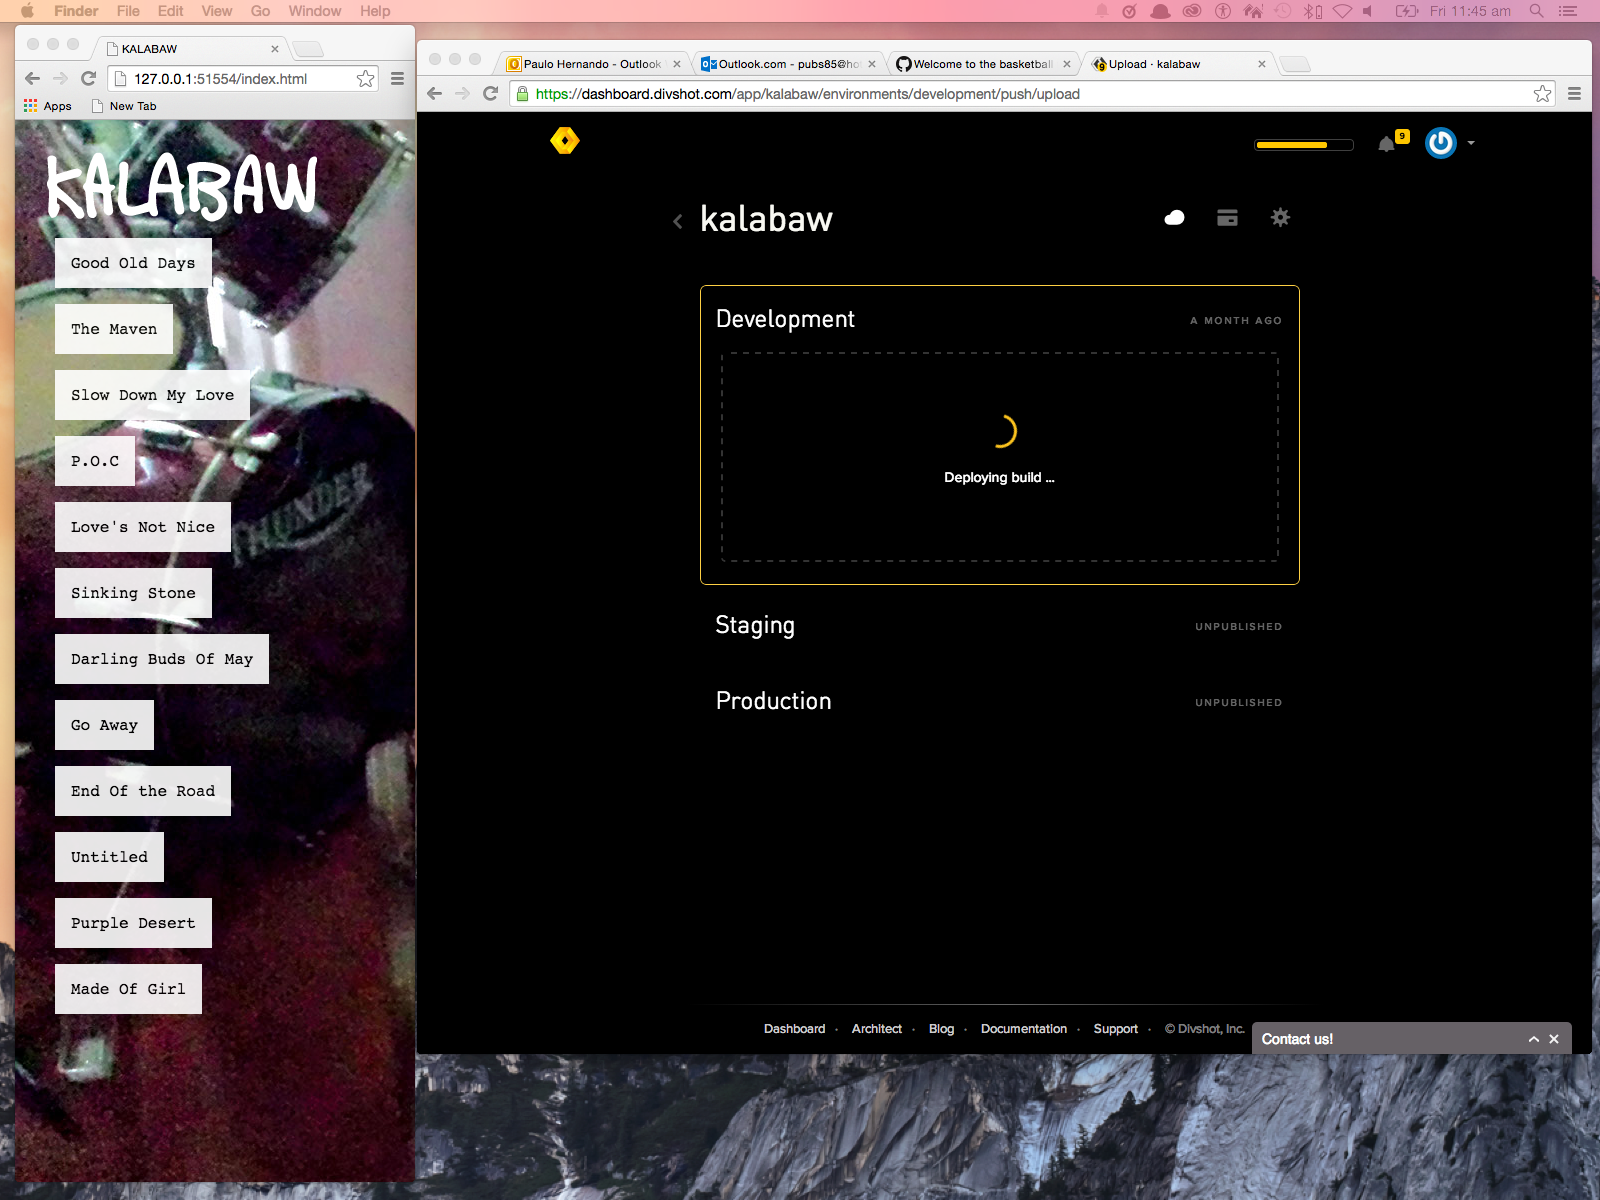 Finder File Edit View Go Window Help
Fri 11:45 am
KALABAW
127.0.0.1:51554/index.html
Apps New Tab
KALABAW
Good Old Days
The Maven
Slow Down My Love
P.O.C
Love's Not Nice
Sinking Stone
Darling Buds Of May
Go Away
End Of the Road
Untitled
Purple Desert
Made Of Girl
THUNDER
Paulo Hernando - Outlook
Outlook.com - pubs85@ho
Welcome to the basketball
Upload · kalabaw
https://dashboard.divshot.com/app/kalabaw/environments/development/push/upload
9
kalabaw
Development
A MONTH AGO
Deploying build ...
Staging
UNPUBLISHED
Production
UNPUBLISHED
Dashboard · Architect · Blog · Documentation · Support · © Divshot, Inc.
Contact us!